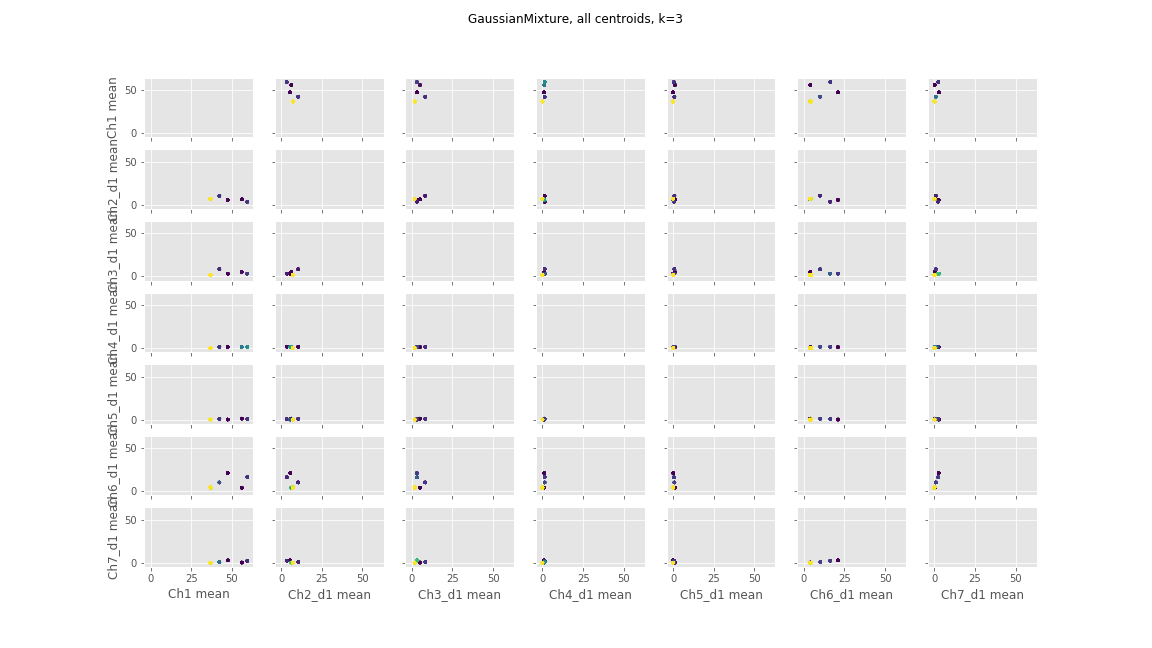 GaussianMixture, all centroids, k=3
Ch1 mean
50
0
Ch2_d1 mean
50
0
Ch3_d1 mean
50
0
Ch4_d1 mean
50
0
Ch5_d1 mean
50
0
Ch6_d1 mean
50
0
Ch7_d1 mean
50
0
0 25 50 0 25 50 0 25 50 0 25 50 0 25 50 0 25 50 0 25 50
Ch1 mean Ch2_d1 mean Ch3_d1 mean Ch4_d1 mean Ch5_d1 mean Ch6_d1 mean Ch7_d1 mean